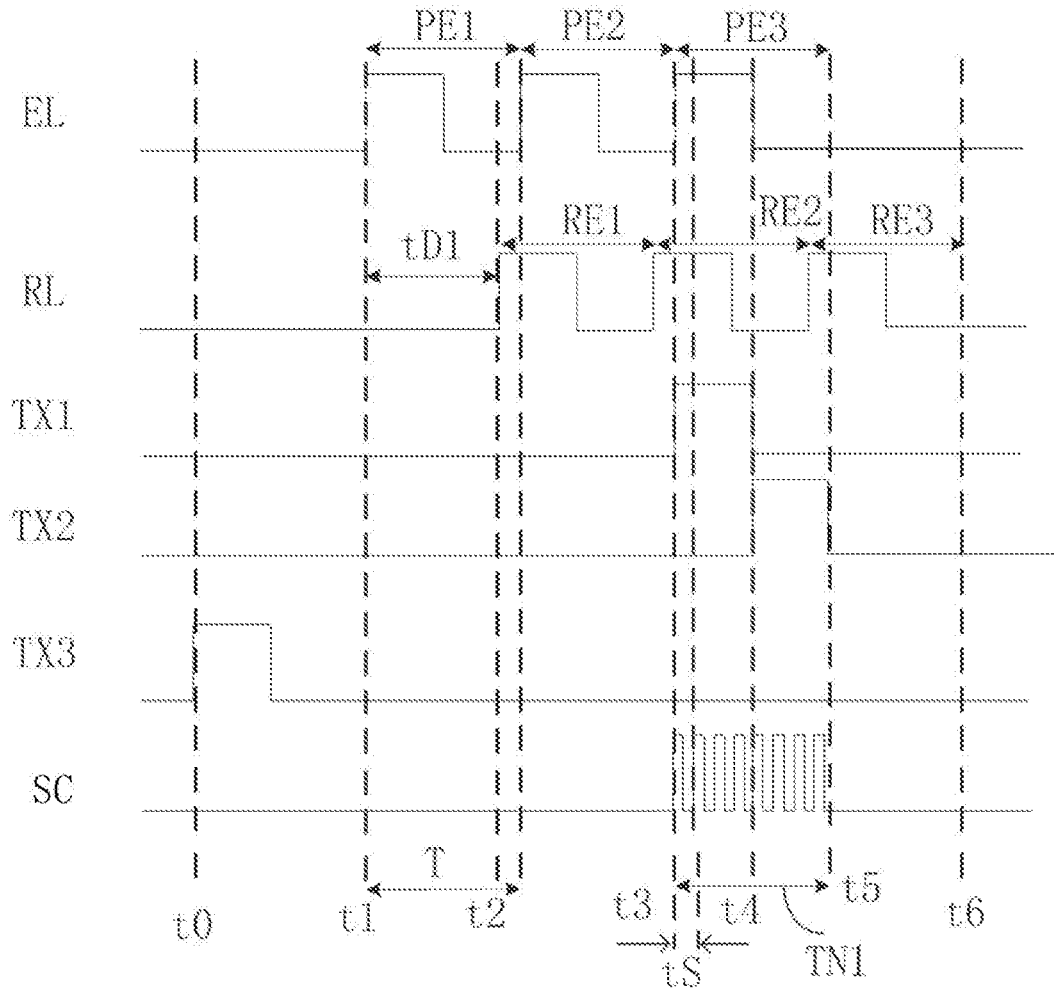 PE1 PE2 PE3
EL
RE1 RE2 RE3
tD1
RL
TX1
TX2
TX3
SC
T
t0 t1 t2 t3 t4 t5 t6
tS TN1